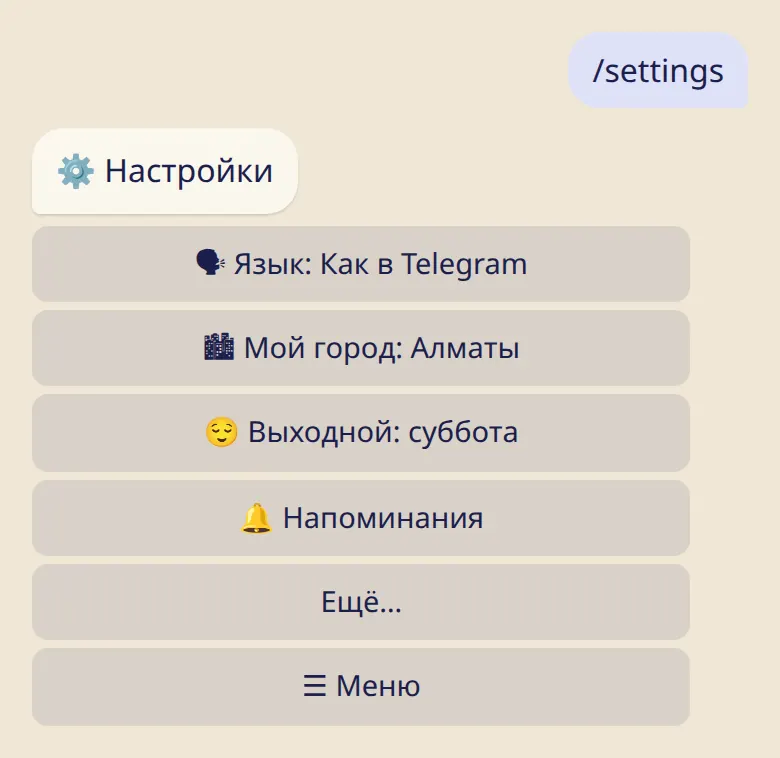 /settings
⚙️ Настройки
🗣 Язык: Как в Telegram
🏙 Мой город: Алматы
😌 Выходной: суббота
🔔 Напоминания
Ещё...
☰ Меню